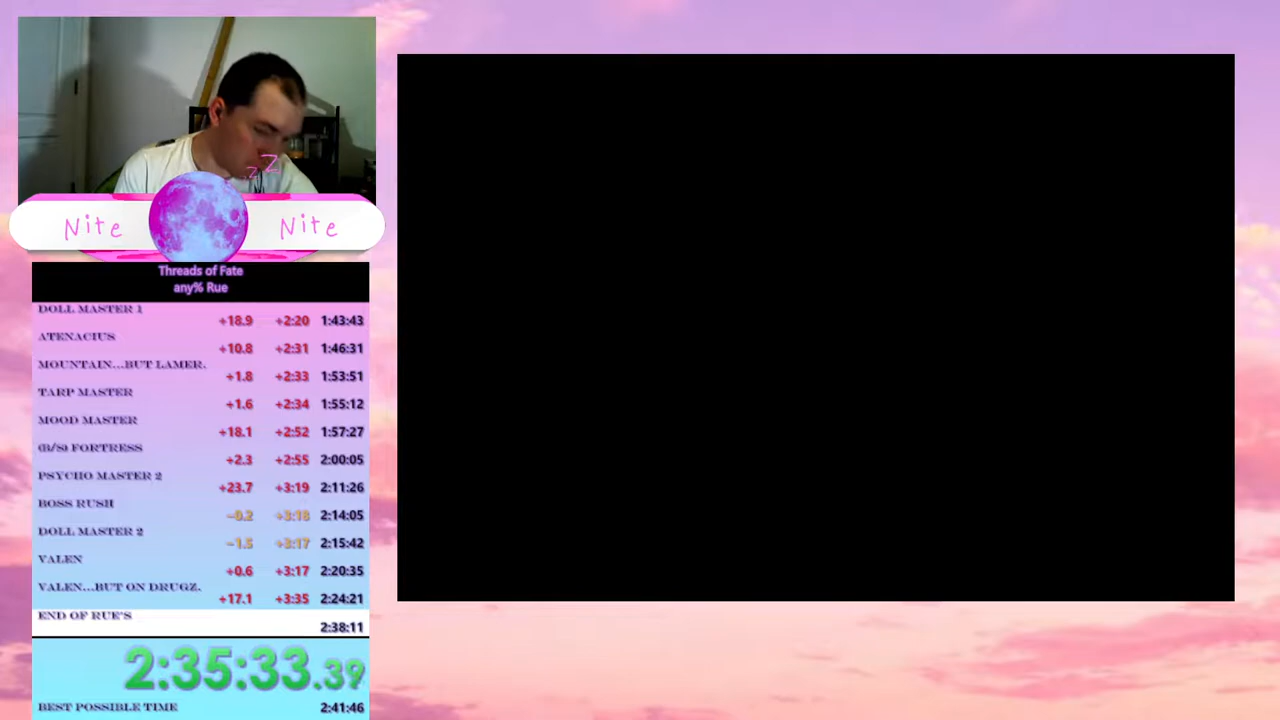 z Z
Nite Nite
Threads of Fate
any% Rue
DOLL MASTER 1
+18.9 +2:20 1:43:43
ATENACIUS
+10.8 +2:31 1:46:31
MOUNTAIN...BUT LAMER.
+1.8 +2:33 1:53:51
TARP MASTER
+1.6 +2:34 1:55:12
MOOD MASTER
+18.1 +2:52 1:57:27
(B/S) FORTRESS
+2.3 +2:55 2:00:05
PSYCHO MASTER 2
+23.7 +3:19 2:11:26
BOSS RUSH
−0.2 +3:18 2:14:05
DOLL MASTER 2
−1.5 +3:17 2:15:42
VALEN
+0.6 +3:17 2:20:35
VALEN...BUT ON DRUGZ.
+17.1 +3:35 2:24:21
END OF RUE'S
2:38:11
2:35:33.39
BEST POSSIBLE TIME 2:41:46